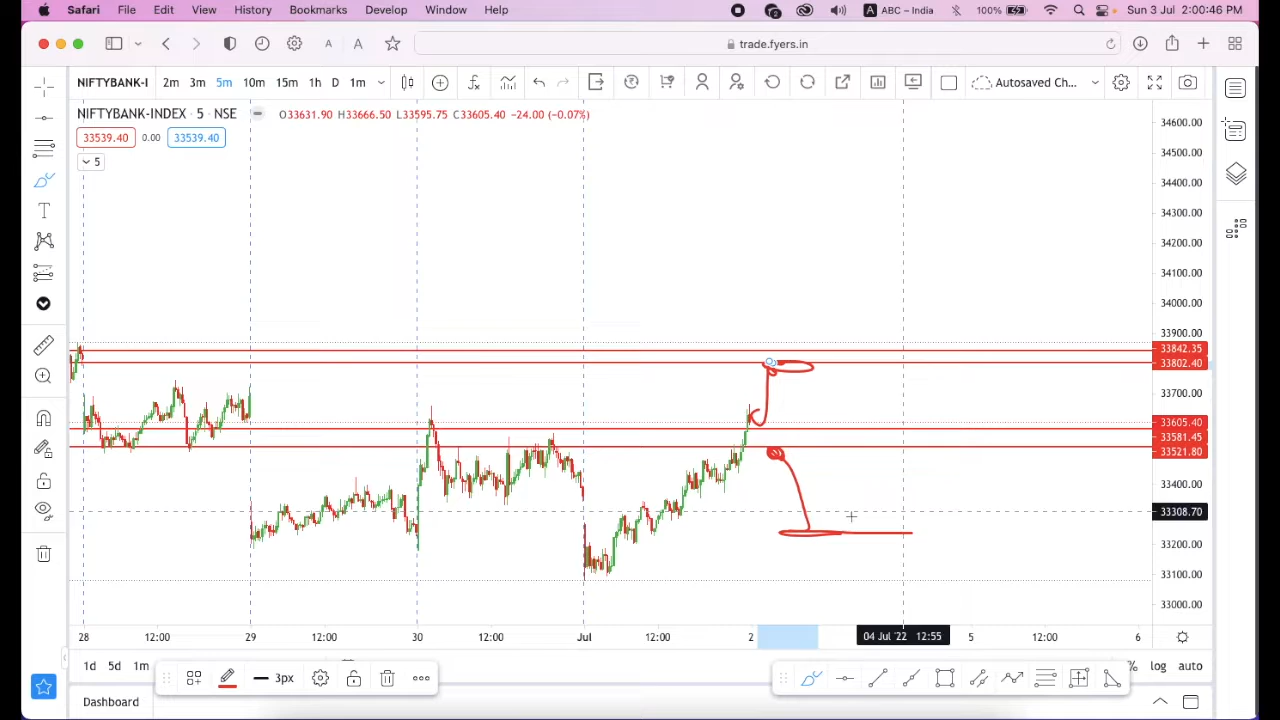 Safari File Edit View History Bookmarks Develop Window Help
2 A ABC – India 100% Sun 3 Jul 2:00:46 PM
A A trade.fyers.in
NIFTYBANK-I 2m 3m 5m 10m 15m 1h D 1m Autosaved Ch...
NIFTYBANK-INDEX · 5 · NSE O33631.90 H33666.50 L33595.75 C33605.40 −24.00 (−0.07%)
33539.40 0.00 33539.40
5
34600.00
34500.00
34400.00
34300.00
34200.00
34100.00
34000.00
33900.00
33842.35
33802.40
33700.00
33605.40
33581.45
33521.80
33400.00
33308.70
33200.00
33100.00
33000.00
28 12:00 29 12:00 30 12:00 Jul 12:00 2 04 Jul '22 12:55 5 12:00 6
1d 5d 1m 3px % log auto
Dashboard